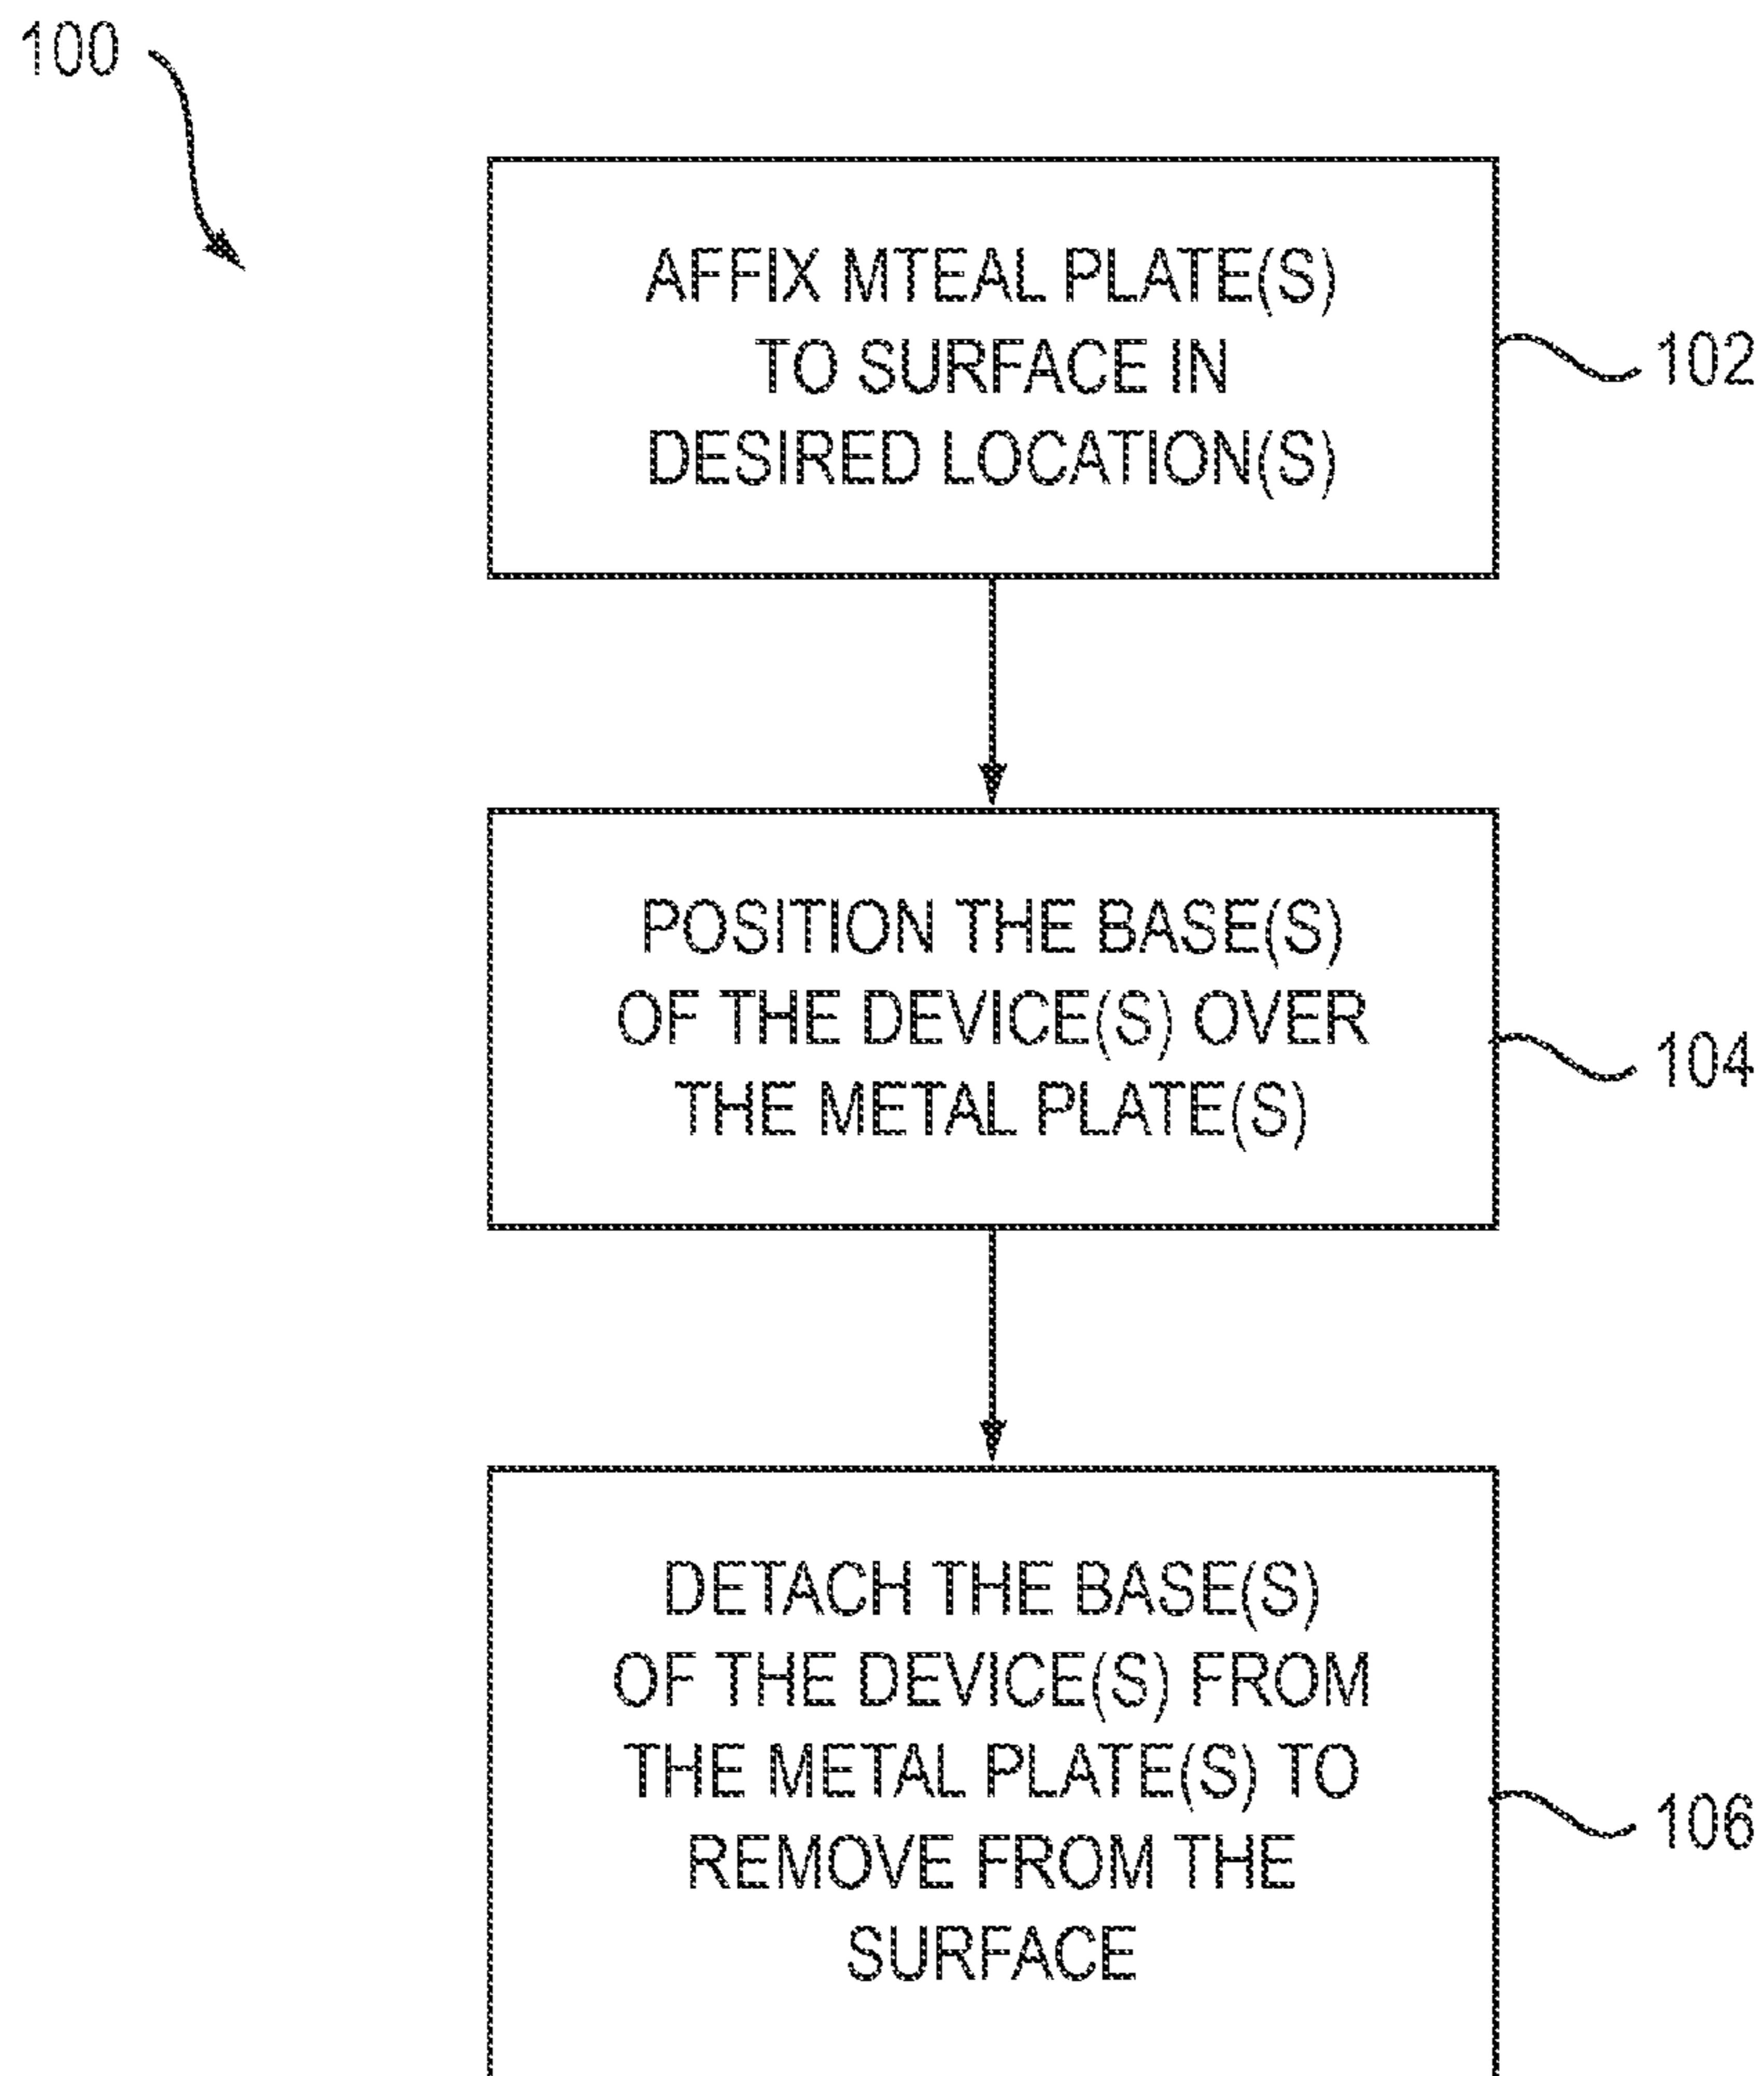 100
AFFIX MTEAL PLATE(S)
TO SURFACE IN
DESIRED LOCATION(S)
102
POSITION THE BASE(S)
OF THE DEVICE(S) OVER
THE METAL PLATE(S)
104
DETACH THE BASE(S)
OF THE DEVICE(S) FROM
THE METAL PLATE(S) TO
REMOVE FROM THE
SURFACE
106